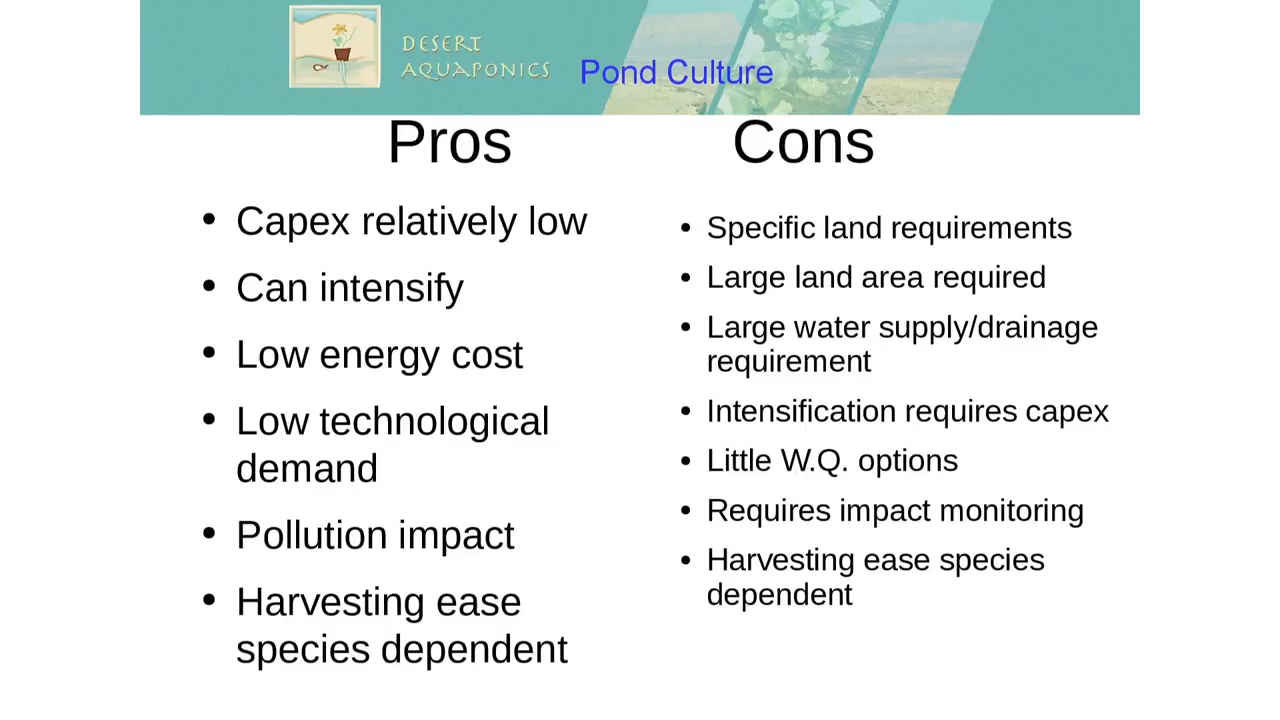 DESERT
AQUAPONICS
Pond Culture
Pros
Capex relatively low
Can intensify
Low energy cost
Low technological
demand
Pollution impact
Harvesting ease
species dependent
Cons
Specific land requirements
Large land area required
Large water supply/drainage
requirement
Intensification requires capex
Little W.Q. options
Requires impact monitoring
Harvesting ease species
dependent